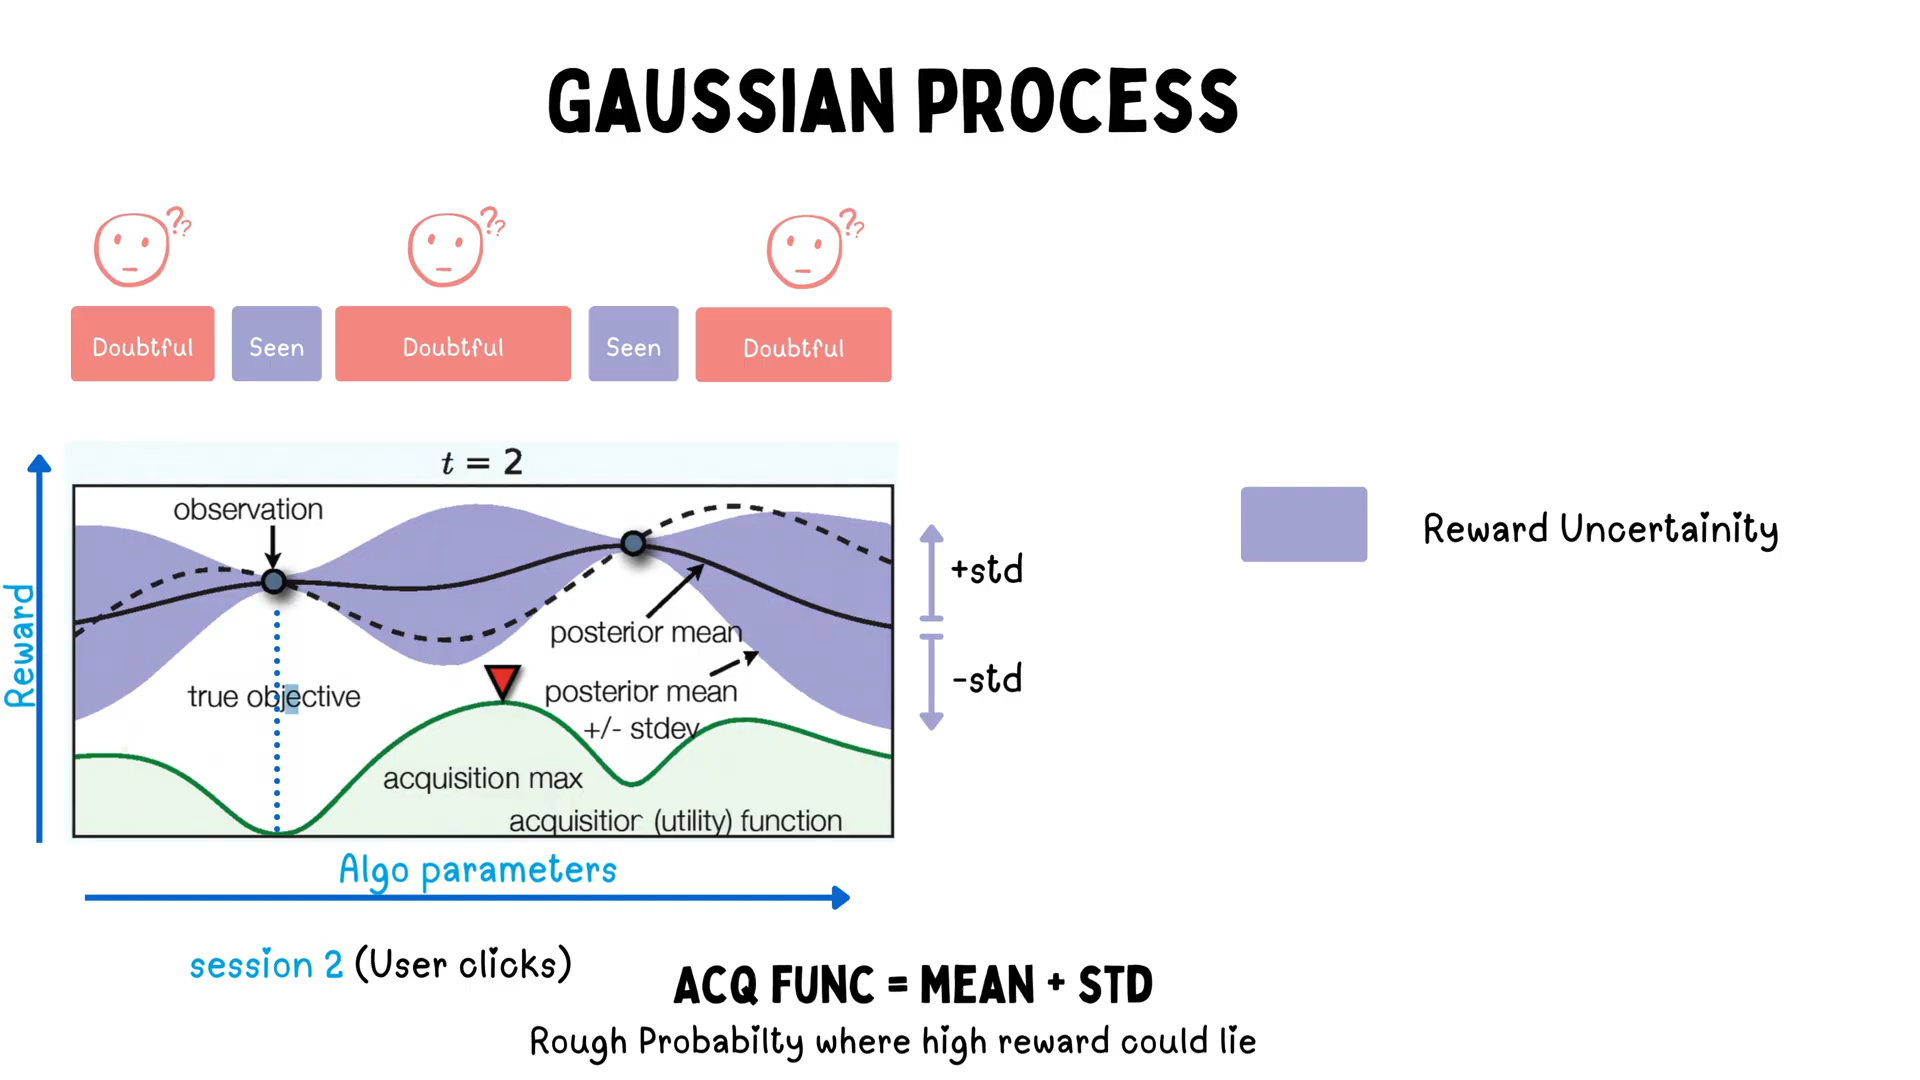 GAUSSIAN PROCESS
?? ?? ??
Doubtful Seen Doubtful Seen Doubtful
t = 2
observation
+std
Reward Uncertainity
posterior mean
-std
posterior mean
+/- stdev
true objective
acquisition max
acquisition (utility) function
Reward
Algo parameters
session 2 (User clicks)
ACQ FUNC = MEAN + STD
Rough Probabilty where high reward could lie